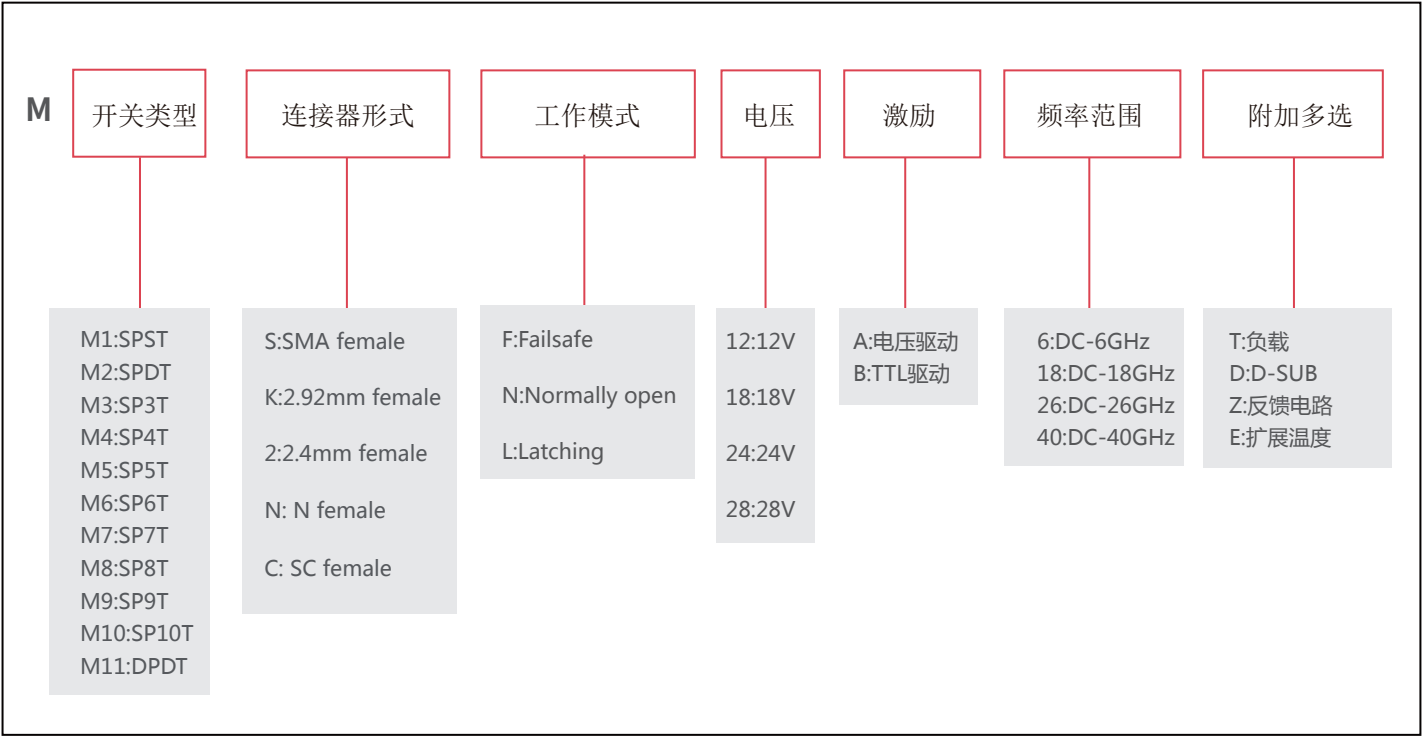 M
开关类型
连接器形式
工作模式
电压
激励
频率范围
附加多选
M1:SPST
M2:SPDT
M3:SP3T
M4:SP4T
M5:SP5T
M6:SP6T
M7:SP7T
M8:SP8T
M9:SP9T
M10:SP10T
M11:DPDT
S:SMA female
K:2.92mm female
2:2.4mm female
N: N female
C: SC female
F:Failsafe
N:Normally open
L:Latching
12:12V
18:18V
24:24V
28:28V
A:电压驱动
B:TTL驱动
6:DC-6GHz
18:DC-18GHz
26:DC-26GHz
40:DC-40GHz
T:负载
D:D-SUB
Z:反馈电路
E:扩展温度